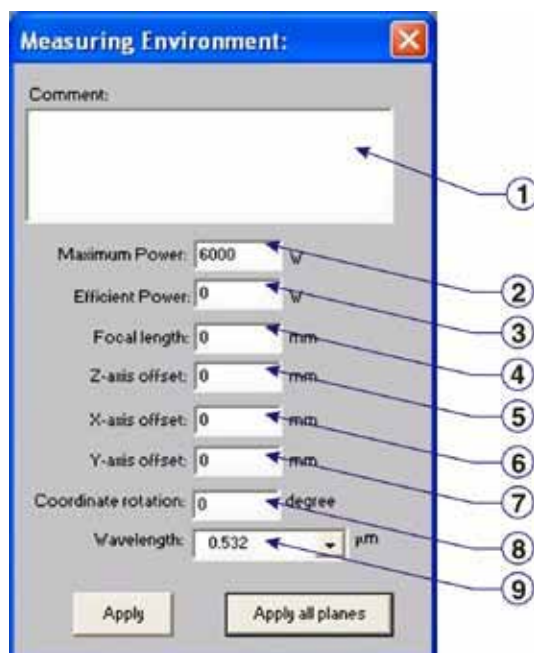 Measuring Environment:
Comment:
1
Maximum Power: 6000 W
2
Efficient Power: 0 W
3
Focal length: 0 mm
4
Z-axis offset: 0 mm
5
X-axis offset: 0 mm
6
Y-axis offset: 0 mm
7
Coordinate rotation: 0 degree
8
Wavelength: 0.532 µm
9
Apply Apply all planes